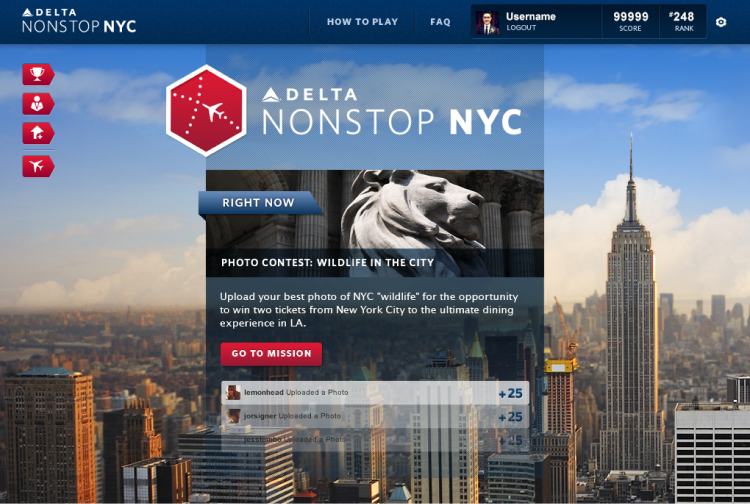 DELTA
NONSTOP NYC
HOW TO PLAY
FAQ
Username
LOGOUT
99999
SCORE
#248
RANK
DELTA
NONSTOP NYC
RIGHT NOW
PHOTO CONTEST: WILDLIFE IN THE CITY
Upload your best photo of NYC "wildlife" for the opportunity
to win two tickets from New York City to the ultimate dining
experience in LA.
GO TO MISSION
lemonhead Uploaded a Photo +25
jorsigner Uploaded a Photo +25
Uploaded a Photo +25